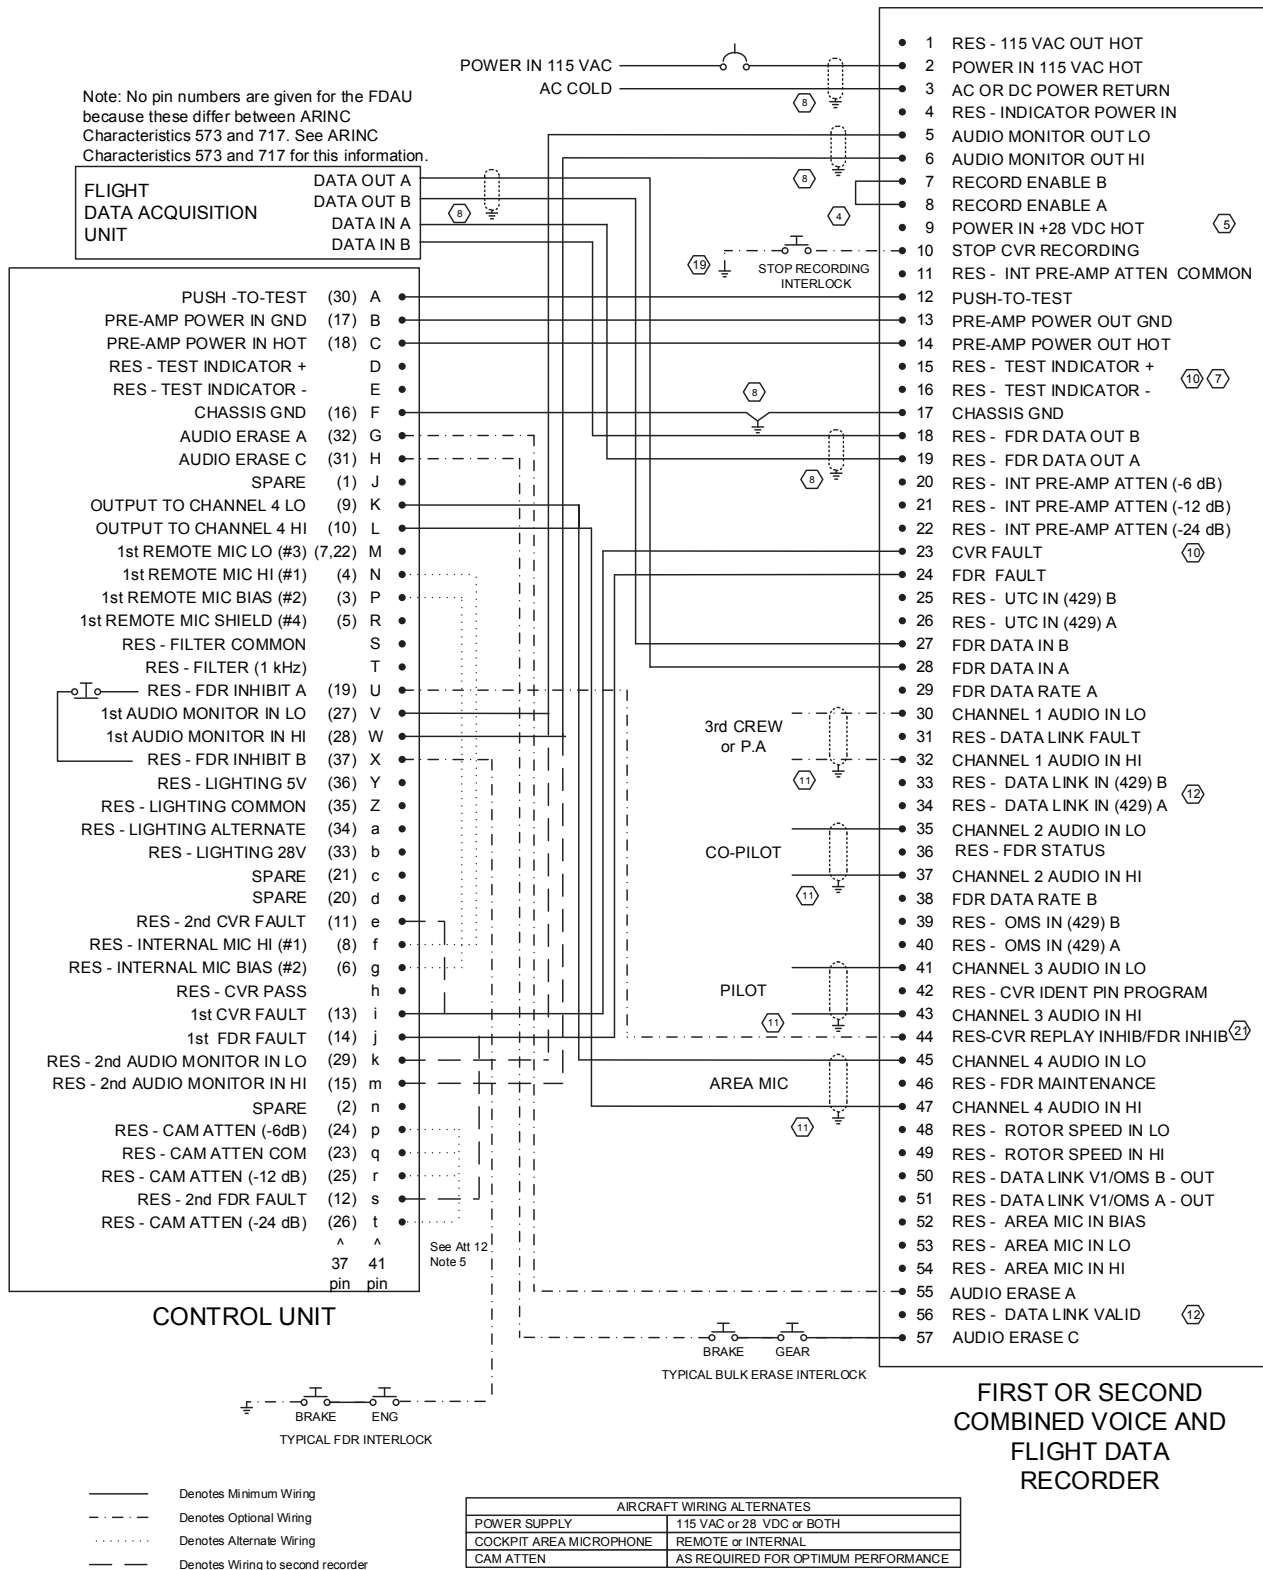 POWER IN 115 VAC
AC COLD
Note: No pin numbers are given for the FDAU
because these differ between ARINC
Characteristics 573 and 717. See ARINC
Characteristics 573 and 717 for this information.
FLIGHT
DATA ACQUISITION
UNIT
DATA OUT A
DATA OUT B
DATA IN A
DATA IN B
8
8
8
4
19
STOP RECORDING
INTERLOCK
PUSH -TO-TEST (30) A
PRE-AMP POWER IN GND (17) B
PRE-AMP POWER IN HOT (18) C
RES - TEST INDICATOR + D
RES - TEST INDICATOR - E
CHASSIS GND (16) F
AUDIO ERASE A (32) G
AUDIO ERASE C (31) H
SPARE (1) J
OUTPUT TO CHANNEL 4 LO (9) K
OUTPUT TO CHANNEL 4 HI (10) L
1st REMOTE MIC LO (#3) (7,22) M
1st REMOTE MIC HI (#1) (4) N
1st REMOTE MIC BIAS (#2) (3) P
1st REMOTE MIC SHIELD (#4) (5) R
RES - FILTER COMMON S
RES - FILTER (1 kHz) T
RES - FDR INHIBIT A (19) U
1st AUDIO MONITOR IN LO (27) V
1st AUDIO MONITOR IN HI (28) W
RES - FDR INHIBIT B (37) X
RES - LIGHTING 5V (36) Y
RES - LIGHTING COMMON (35) Z
RES - LIGHTING ALTERNATE (34) a
RES - LIGHTING 28V (33) b
SPARE (21) c
SPARE (20) d
RES - 2nd CVR FAULT (11) e
RES - INTERNAL MIC HI (#1) (8) f
RES - INTERNAL MIC BIAS (#2) (6) g
RES - CVR PASS h
1st CVR FAULT (13) i
1st FDR FAULT (14) j
RES - 2nd AUDIO MONITOR IN LO (29) k
RES - 2nd AUDIO MONITOR IN HI (15) m
SPARE (2) n
RES - CAM ATTEN (-6dB) (24) p
RES - CAM ATTEN COM (23) q
RES - CAM ATTEN (-12 dB) (25) r
RES - 2nd FDR FAULT (12) s
RES - CAM ATTEN (-24 dB) (26) t
^ ^
37 41
pin pin
See Att 12
Note 5
CONTROL UNIT
8
8
3rd CREW
or P.A
11
CO-PILOT
11
PILOT
11
AREA MIC
11
BRAKE GEAR
TYPICAL BULK ERASE INTERLOCK
BRAKE ENG
TYPICAL FDR INTERLOCK
1 RES - 115 VAC OUT HOT
2 POWER IN 115 VAC HOT
3 AC OR DC POWER RETURN
4 RES - INDICATOR POWER IN
5 AUDIO MONITOR OUT LO
6 AUDIO MONITOR OUT HI
7 RECORD ENABLE B
8 RECORD ENABLE A
9 POWER IN +28 VDC HOT 5
10 STOP CVR RECORDING
11 RES - INT PRE-AMP ATTEN COMMON
12 PUSH-TO-TEST
13 PRE-AMP POWER OUT GND
14 PRE-AMP POWER OUT HOT
15 RES - TEST INDICATOR +
10 7
16 RES - TEST INDICATOR -
17 CHASSIS GND
18 RES - FDR DATA OUT B
19 RES - FDR DATA OUT A
20 RES - INT PRE-AMP ATTEN (-6 dB)
21 RES - INT PRE-AMP ATTEN (-12 dB)
22 RES - INT PRE-AMP ATTEN (-24 dB)
23 CVR FAULT 10
24 FDR FAULT
25 RES - UTC IN (429) B
26 RES - UTC IN (429) A
27 FDR DATA IN B
28 FDR DATA IN A
29 FDR DATA RATE A
30 CHANNEL 1 AUDIO IN LO
31 RES - DATA LINK FAULT
32 CHANNEL 1 AUDIO IN HI
33 RES - DATA LINK IN (429) B
12
34 RES - DATA LINK IN (429) A
35 CHANNEL 2 AUDIO IN LO
36 RES - FDR STATUS
37 CHANNEL 2 AUDIO IN HI
38 FDR DATA RATE B
39 RES - OMS IN (429) B
40 RES - OMS IN (429) A
41 CHANNEL 3 AUDIO IN LO
42 RES - CVR IDENT PIN PROGRAM
43 CHANNEL 3 AUDIO IN HI
44 RES-CVR REPLAY INHIB/FDR INHIB 21
45 CHANNEL 4 AUDIO IN LO
46 RES - FDR MAINTENANCE
47 CHANNEL 4 AUDIO IN HI
48 RES - ROTOR SPEED IN LO
49 RES - ROTOR SPEED IN HI
50 RES - DATA LINK V1/OMS B - OUT
51 RES - DATA LINK V1/OMS A - OUT
52 RES - AREA MIC IN BIAS
53 RES - AREA MIC IN LO
54 RES - AREA MIC IN HI
55 AUDIO ERASE A
56 RES - DATA LINK VALID 12
57 AUDIO ERASE C
FIRST OR SECOND
COMBINED VOICE AND
FLIGHT DATA
RECORDER
Denotes Minimum Wiring
Denotes Optional Wiring
Denotes Alternate Wiring
Denotes Wiring to second recorder
AIRCRAFT WIRING ALTERNATES
POWER SUPPLY 115 VAC or 28 VDC or BOTH
COCKPIT AREA MICROPHONE REMOTE or INTERNAL
CAM ATTEN AS REQUIRED FOR OPTIMUM PERFORMANCE